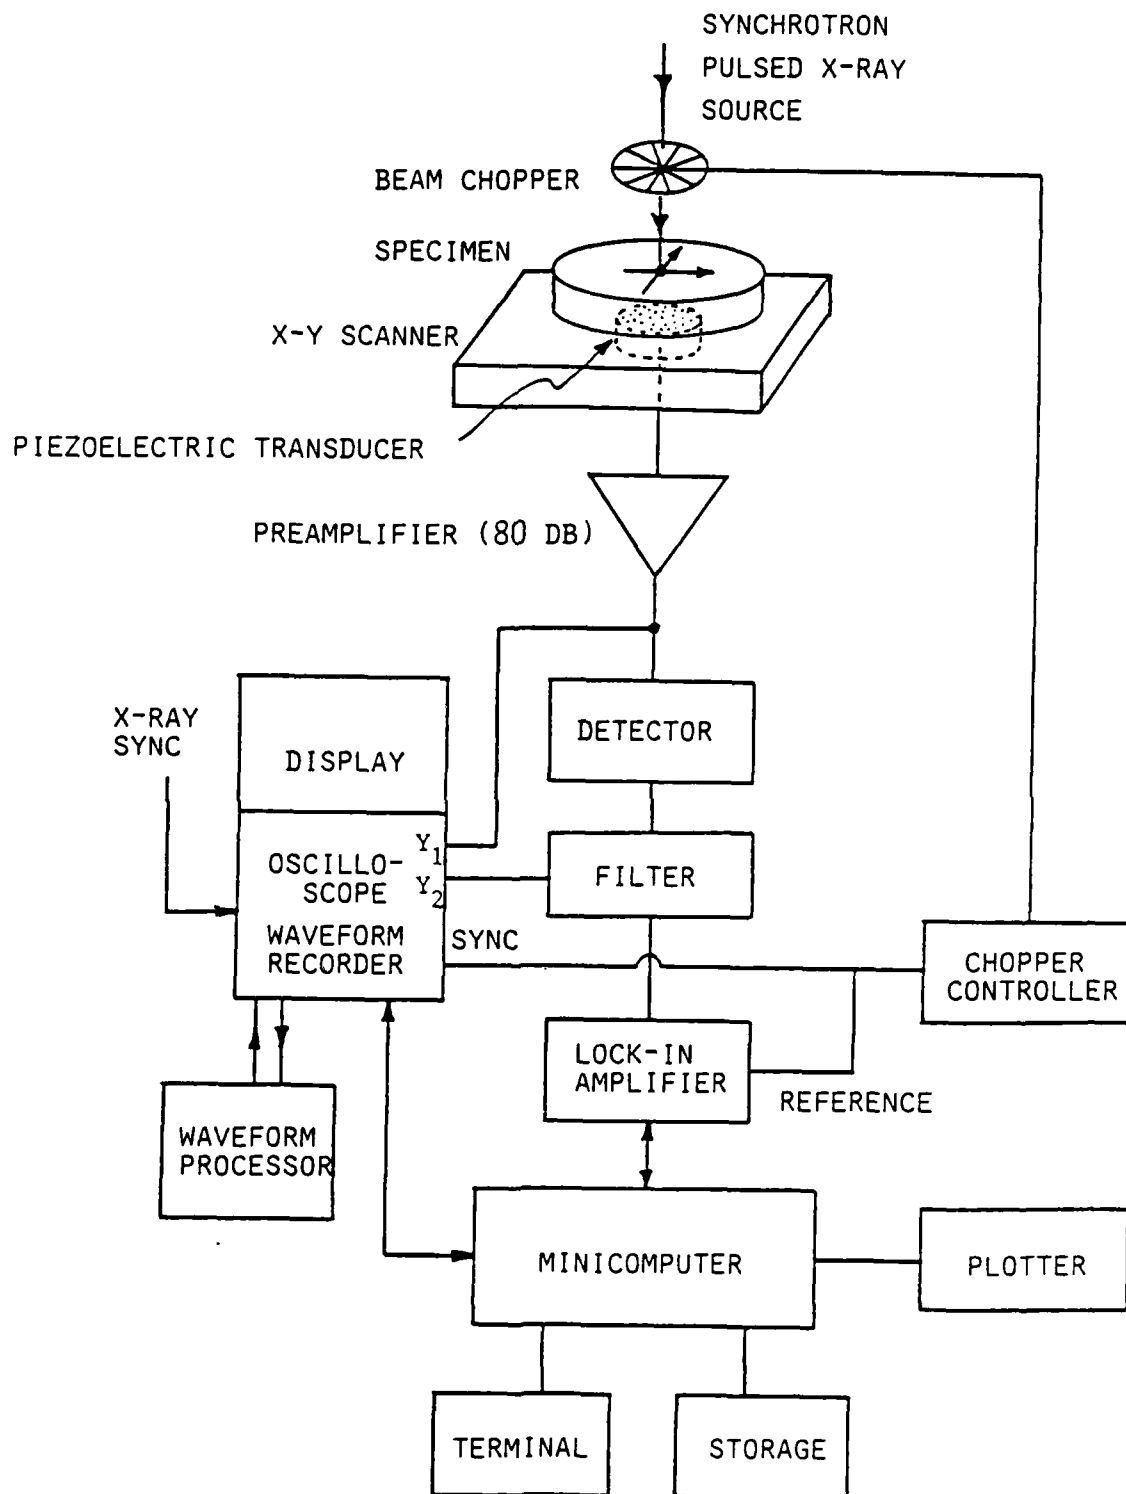 SYNCHROTRON
PULSED X-RAY
SOURCE
BEAM CHOPPER
SPECIMEN
X-Y SCANNER
PIEZOELECTRIC TRANSDUCER
PREAMPLIFIER (80 DB)
X-RAY
SYNC
DISPLAY
DETECTOR
Y1
OSCILLO-
SCOPE
Y2
FILTER
WAVEFORM
RECORDER
SYNC
CHOPPER
CONTROLLER
LOCK-IN
AMPLIFIER
REFERENCE
WAVEFORM
PROCESSOR
MINICOMPUTER
PLOTTER
TERMINAL
STORAGE